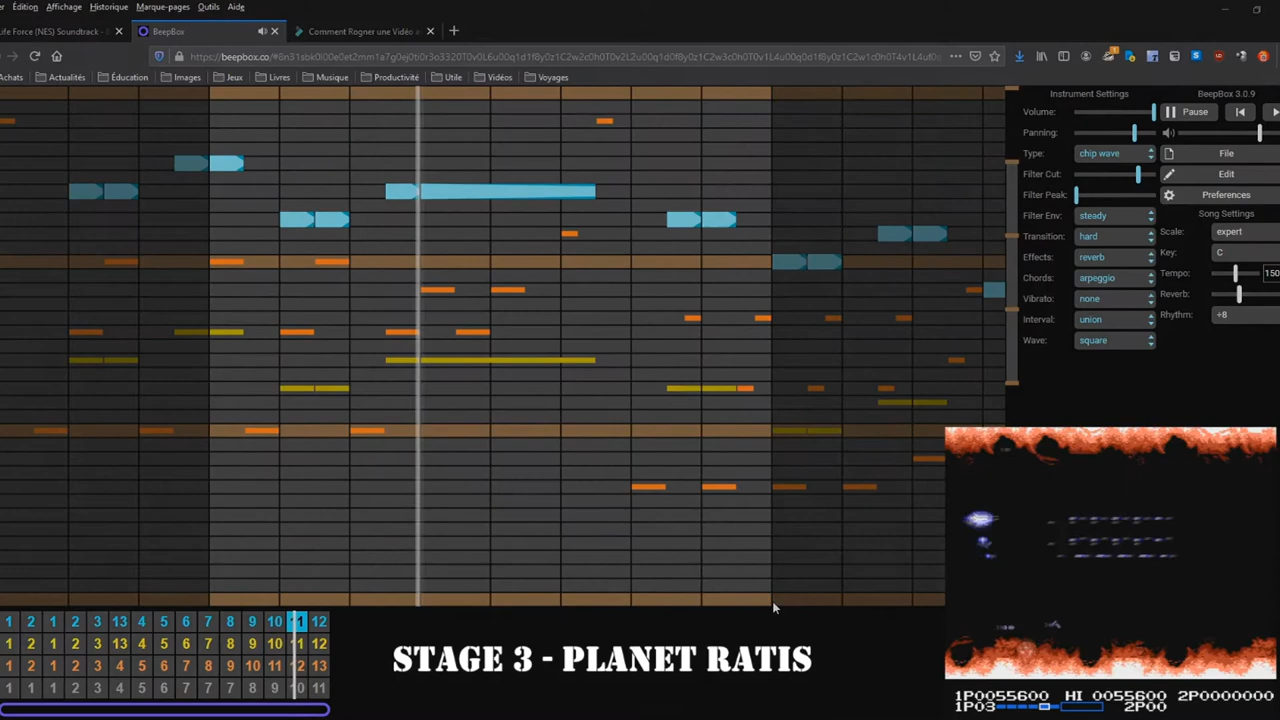 Édition Affichage Historique Marque-pages Outils Aide
Life Force (NES) Soundtrack - BeepBox Comment Rogner une Vidéo
Achats Actualités Éducation Images Jeux Livres Musique Productivité Utile Vidéos Voyages
Instrument Settings
BeepBox 3.0.9
Volume:
Pause
Panning:
Type: chip wave
File
Filter Cut:
Edit
Filter Peak:
Preferences
Filter Env: steady
Song Settings
Transition: hard
Scale: expert
Effects: reverb
Key: C
Chords: arpeggio
Tempo: 150
Vibrato: none
Reverb:
Interval: union
Rhythm: ÷8
Wave: square
1 2 1 2 3 13 4 5 6 7 8 9 10 11 12
1 2 1 2 3 13 4 5 6 7 8 9 10 11 12
1 2 1 2 3 4 5 6 7 8 9 10 11 12 13
1 1 1 1 2 3 4 5 6 7 8 9 10 11
STAGE 3 - PLANET RATIS
1P0055600 HI 0055600 2P0000000
1P03 2P00